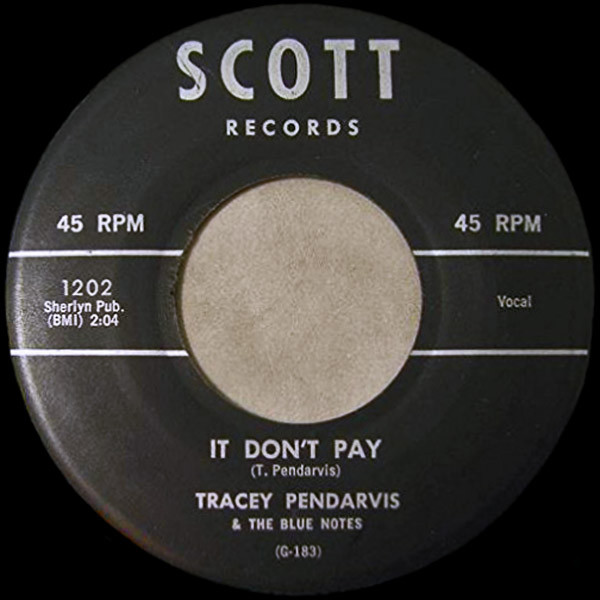 SCOTT
RECORDS
45 RPM
45 RPM
1202
Sherlyn Pub.
(BMI) 2:04
Vocal
IT DON'T PAY
(T. Pendarvis)
TRACEY PENDARVIS
& THE BLUE NOTES
(G-183)